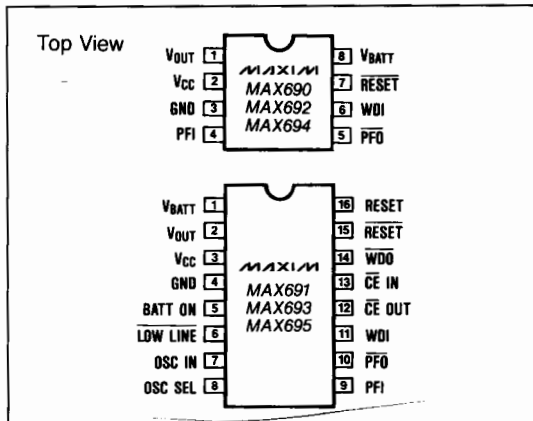 Top View
VOUT 1 8 VBATT
MAXIM
VCC 2 7 RESET
MAX690
GND 3 6 WDI
MAX692
MAX694
PFI 4 5 PFO
VBATT 1 16 RESET
VOUT 2 15 RESET
VCC 3 14 WDO
MAXIM
GND 4 13 CE IN
MAX691
BATT ON 5 12 CE OUT
MAX693
MAX695
LOW LINE 6 11 WDI
OSC IN 7 10 PFO
OSC SEL 8 9 PFI